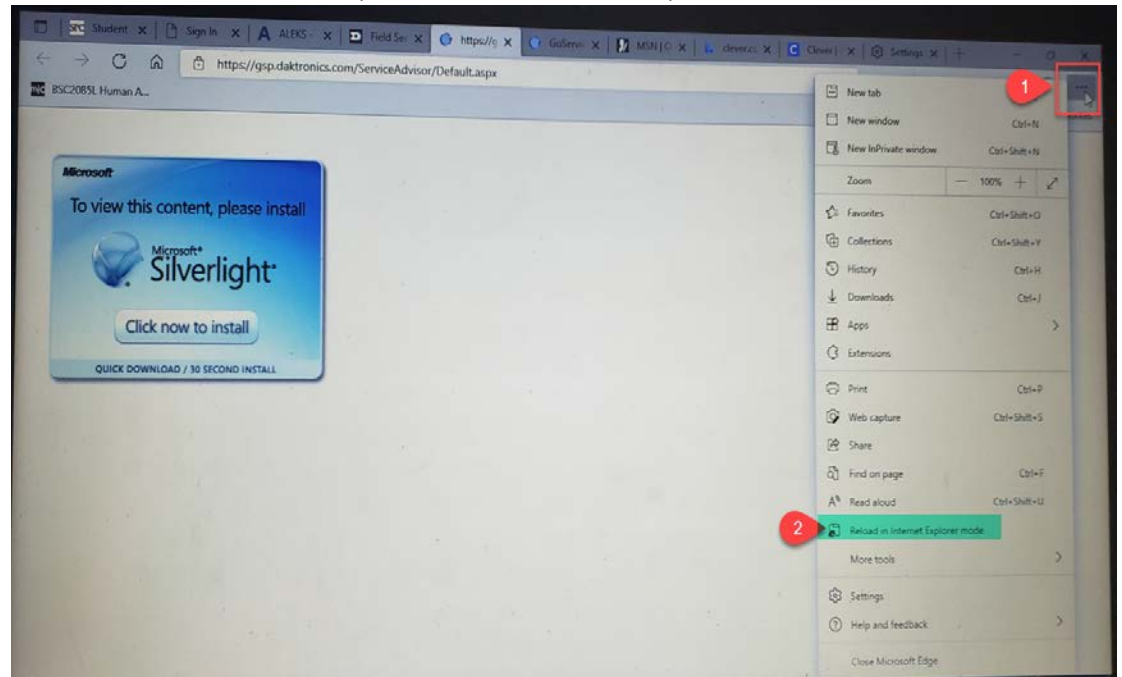 Student
Sign In
ALEKS -
Field Ser
https://g
GoServi
MSN | O
clever.cc
Clever |
Settings
https://gsp.daktronics.com/ServiceAdvisor/Default.aspx
BSC2085L Human A...
1
New tab
New window Ctrl+N
New InPrivate window Ctrl+Shift+N
Zoom — 100% +
Favorites Ctrl+Shift+O
Collections Ctrl+Shift+Y
History Ctrl+H
Downloads Ctrl+J
Apps
Extensions
Print Ctrl+P
Web capture Ctrl+Shift+S
Share
Find on page Ctrl+F
Read aloud Ctrl+Shift+U
2 Reload in Internet Explorer mode
More tools
Settings
Help and feedback
Close Microsoft Edge
Microsoft
To view this content, please install
Microsoft®
Silverlight
Click now to install
QUICK DOWNLOAD / 30 SECOND INSTALL